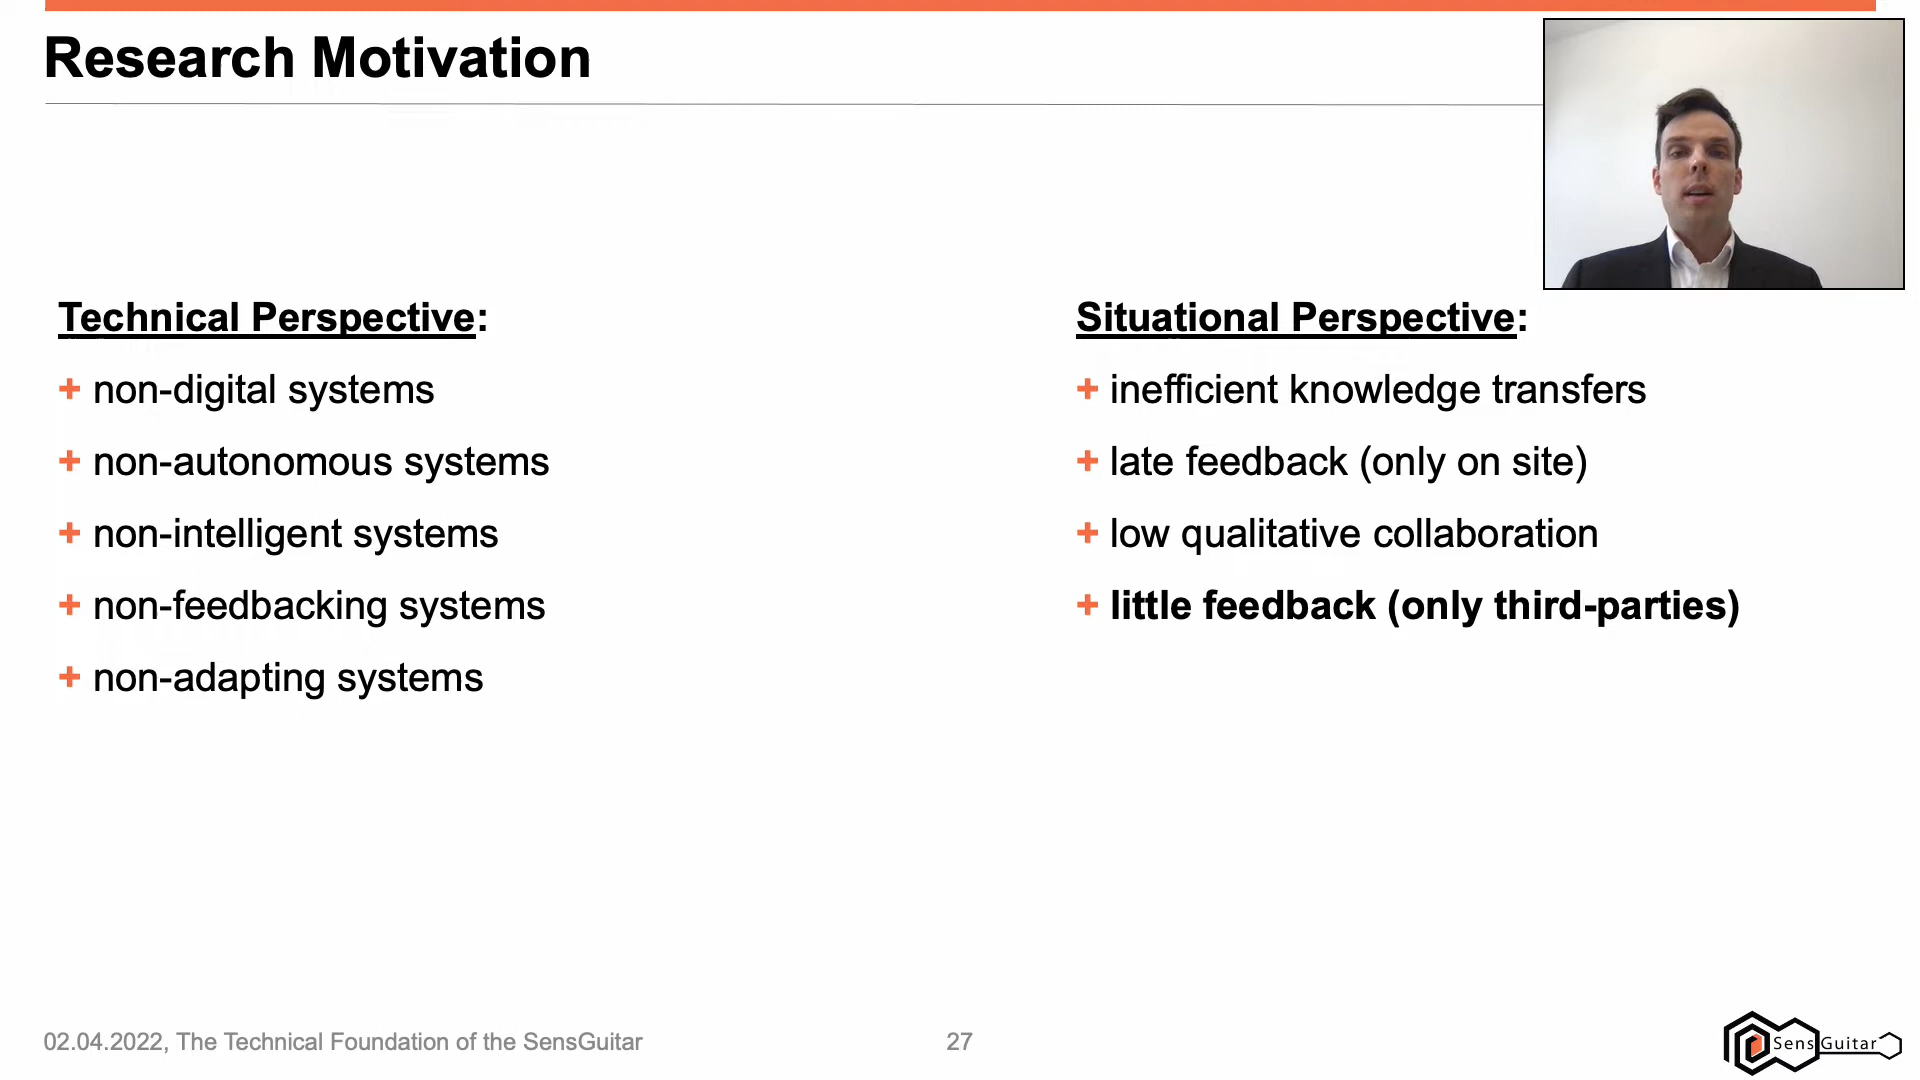 Research Motivation
Technical Perspective:
+ non-digital systems
+ non-autonomous systems
+ non-intelligent systems
+ non-feedbacking systems
+ non-adapting systems
Situational Perspective:
+ inefficient knowledge transfers
+ late feedback (only on site)
+ low qualitative collaboration
+ little feedback (only third-parties)
02.04.2022, The Technical Foundation of the SensGuitar
27
Sens Guitar